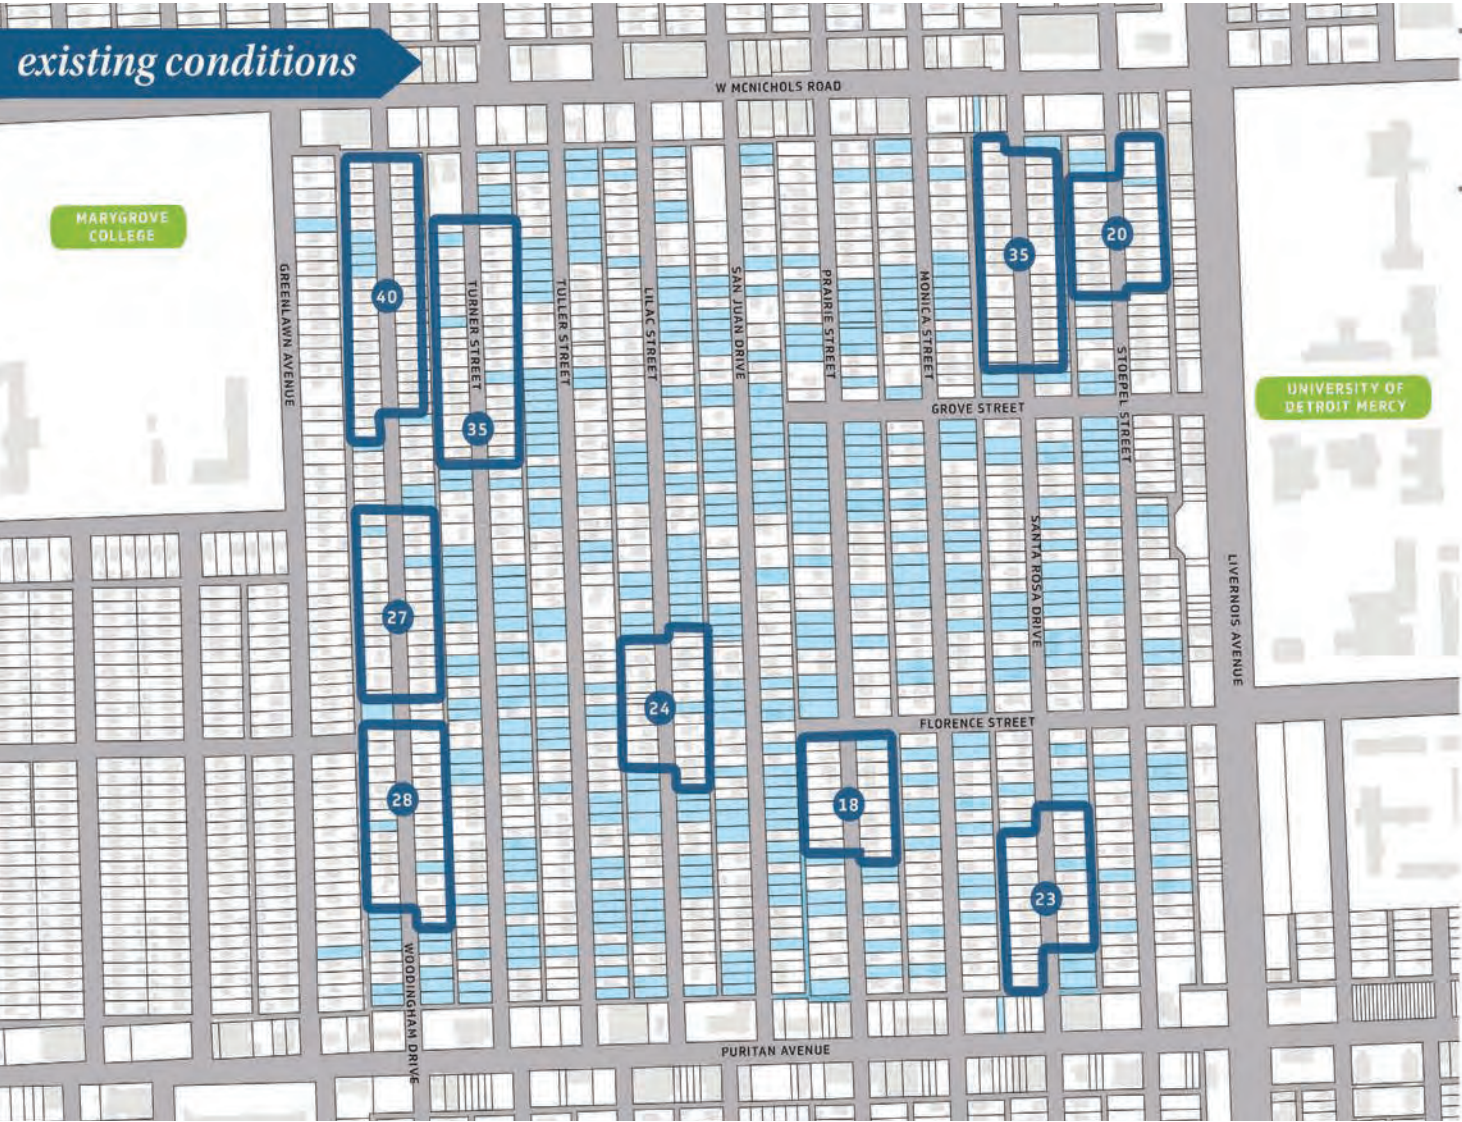 existing conditions
W MCNICHOLS ROAD
MARYGROVE
COLLEGE
GREENLAWN AVENUE
40
TURNER STREET
35
TULLER STREET
LILAC STREET
SAN JUAN DRIVE
PRAIRIE STREET
MONICA STREET
35
20
STOEPEL STREET
GROVE STREET
UNIVERSITY OF
DETROIT MERCY
27
SANTA ROSA DRIVE
LIVERNOIS AVENUE
24
FLORENCE STREET
28
18
23
WOODINGHAM DRIVE
PURITAN AVENUE